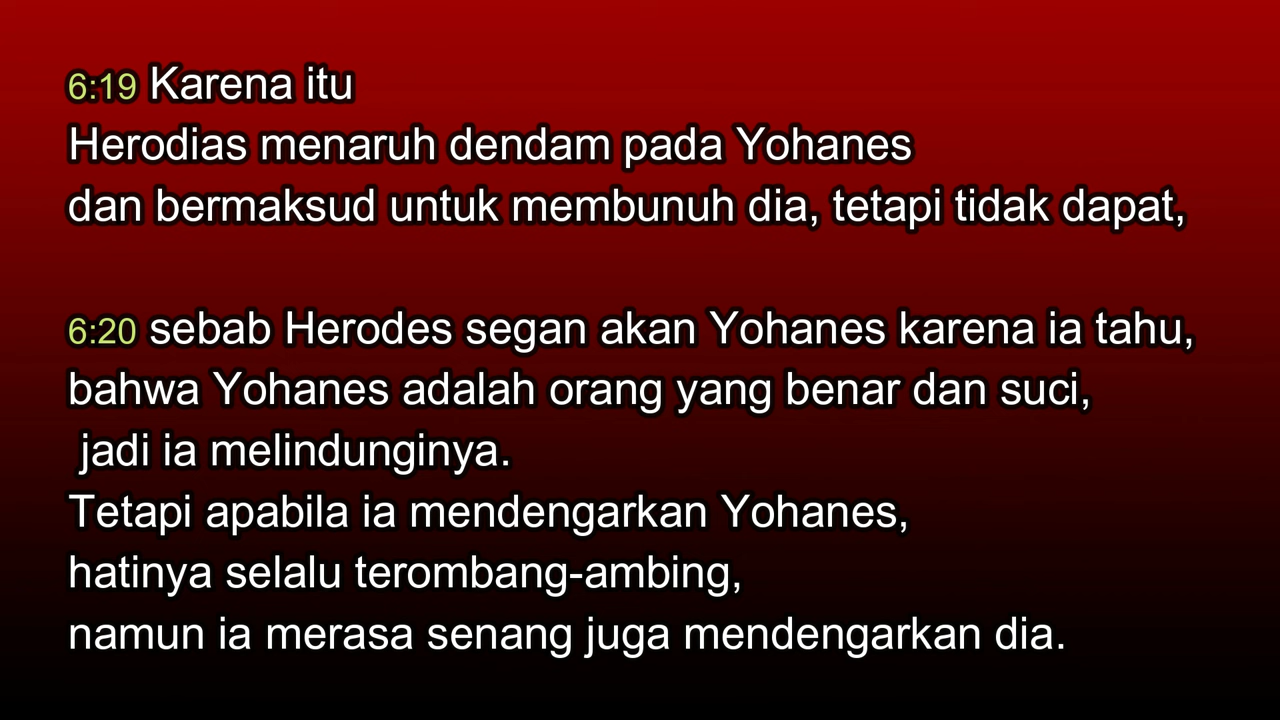 6:19 Karena itu
Herodias menaruh dendam pada Yohanes
dan bermaksud untuk membunuh dia, tetapi tidak dapat,
6:20 sebab Herodes segan akan Yohanes karena ia tahu,
bahwa Yohanes adalah orang yang benar dan suci,
jadi ia melindunginya.
Tetapi apabila ia mendengarkan Yohanes,
hatinya selalu terombang-ambing,
namun ia merasa senang juga mendengarkan dia.